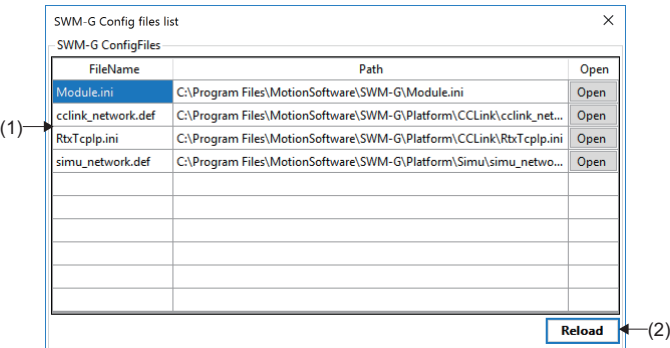 SWM-G Config files list
SWM-G ConfigFiles
FileName Path Open
Module.ini C:\Program Files\MotionSoftware\SWM-G\Module.ini Open
cclink_network.def C:\Program Files\MotionSoftware\SWM-G\Platform\CCLink\cclink_net... Open
(1)
RtxTcpIp.ini C:\Program Files\MotionSoftware\SWM-G\Platform\CCLink\RtxTcpIp.ini Open
simu_network.def C:\Program Files\MotionSoftware\SWM-G\Platform\Simu\simu_netwo... Open
Reload (2)